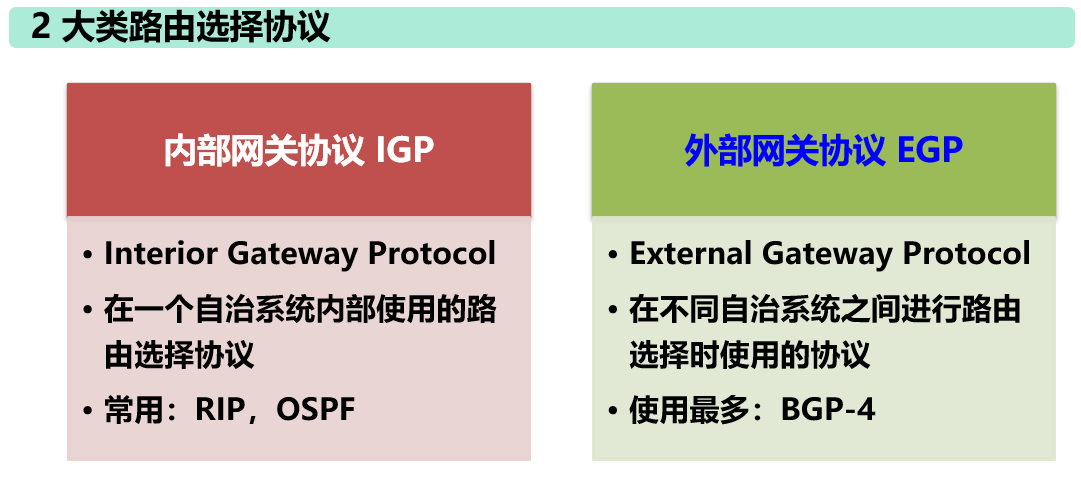 2 大类路由选择协议
内部网关协议 IGP
• Interior Gateway Protocol
• 在一个自治系统内部使用的路
由选择协议
• 常用：RIP，OSPF
外部网关协议 EGP
• External Gateway Protocol
• 在不同自治系统之间进行路由
选择时使用的协议
• 使用最多：BGP-4